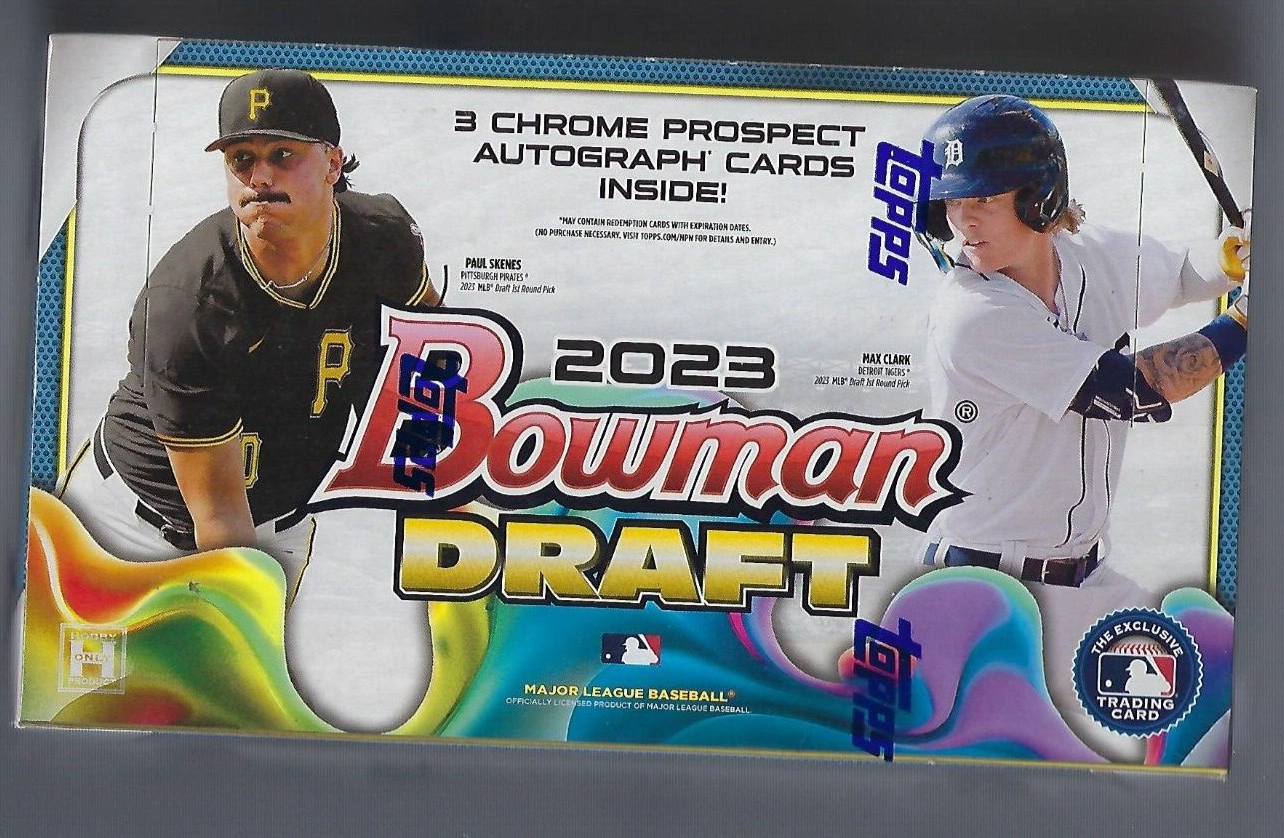 P
3 CHROME PROSPECT
AUTOGRAPH* CARDS
INSIDE!
*MAY CONTAIN REDEMPTION CARDS WITH EXPIRATION DATES.
(NO PURCHASE NECESSARY. VISIT TOPPS.COM/NPN FOR DETAILS AND ENTRY.)
topps
D
PAUL SKENES
PITTSBURGH PIRATES®
2023 MLB® Draft 1st Round Pick
P
2023
MAX CLARK
DETROIT TIGERS®
2023 MLB® Draft 1st Round Pick
topps
Bowman®
DRAFT
HOBBY
H
ONLY
PRODUCT
MAJOR LEAGUE BASEBALL®
OFFICIALLY LICENSED PRODUCT OF MAJOR LEAGUE BASEBALL.
topps
THE EXCLUSIVE
TRADING
CARD